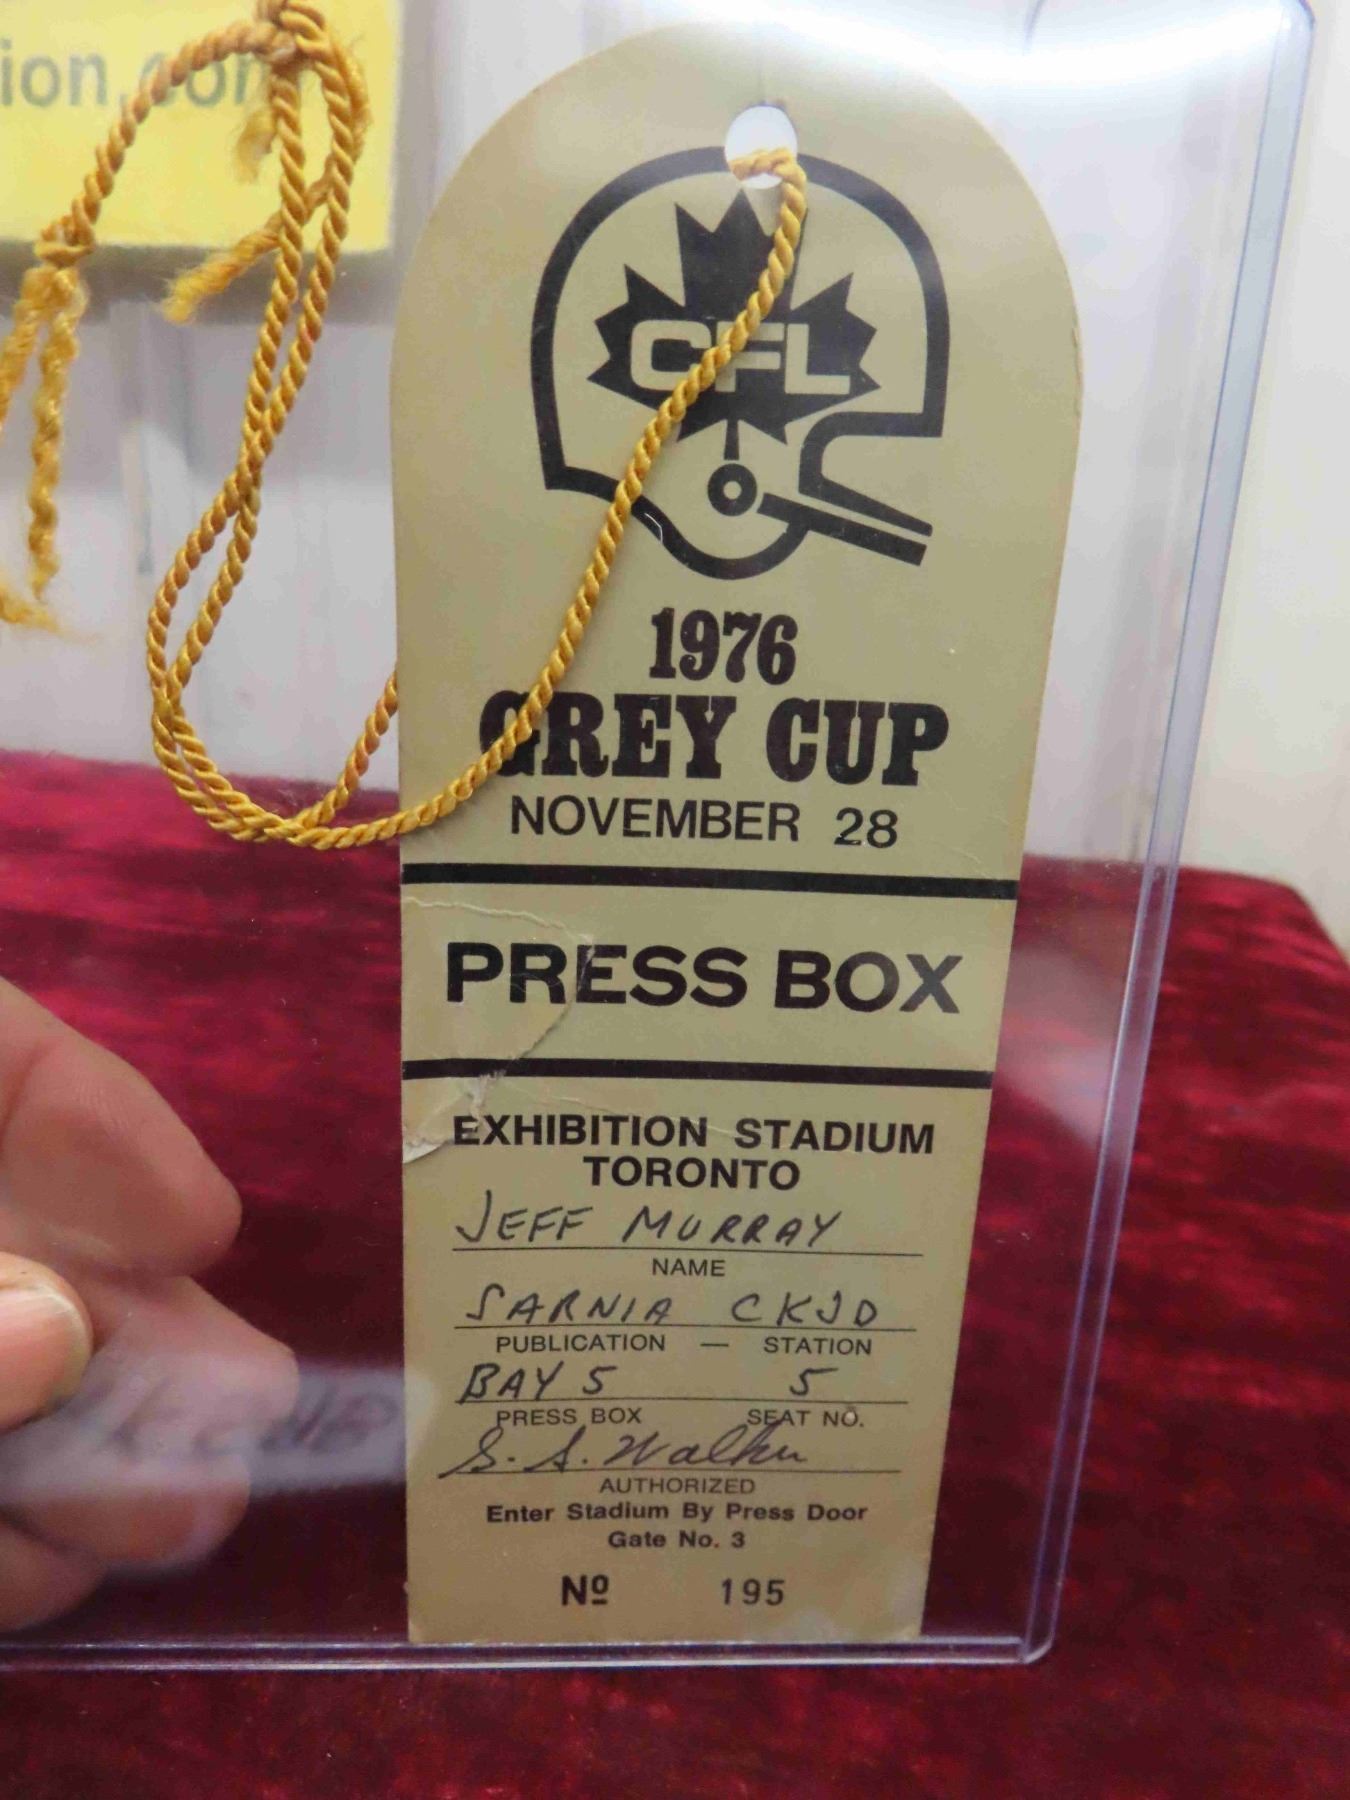 ion.com
CFL
1976
GREY CUP
NOVEMBER 28
PRESS BOX
EXHIBITION STADIUM
TORONTO
JEFF MURRAY
NAME
SARNIA CKJD
PUBLICATION — STATION
BAY 5 5
PRESS BOX SEAT NO.
S. S. Walker
AUTHORIZED
Enter Stadium By Press Door
Gate No. 3
Nº 195